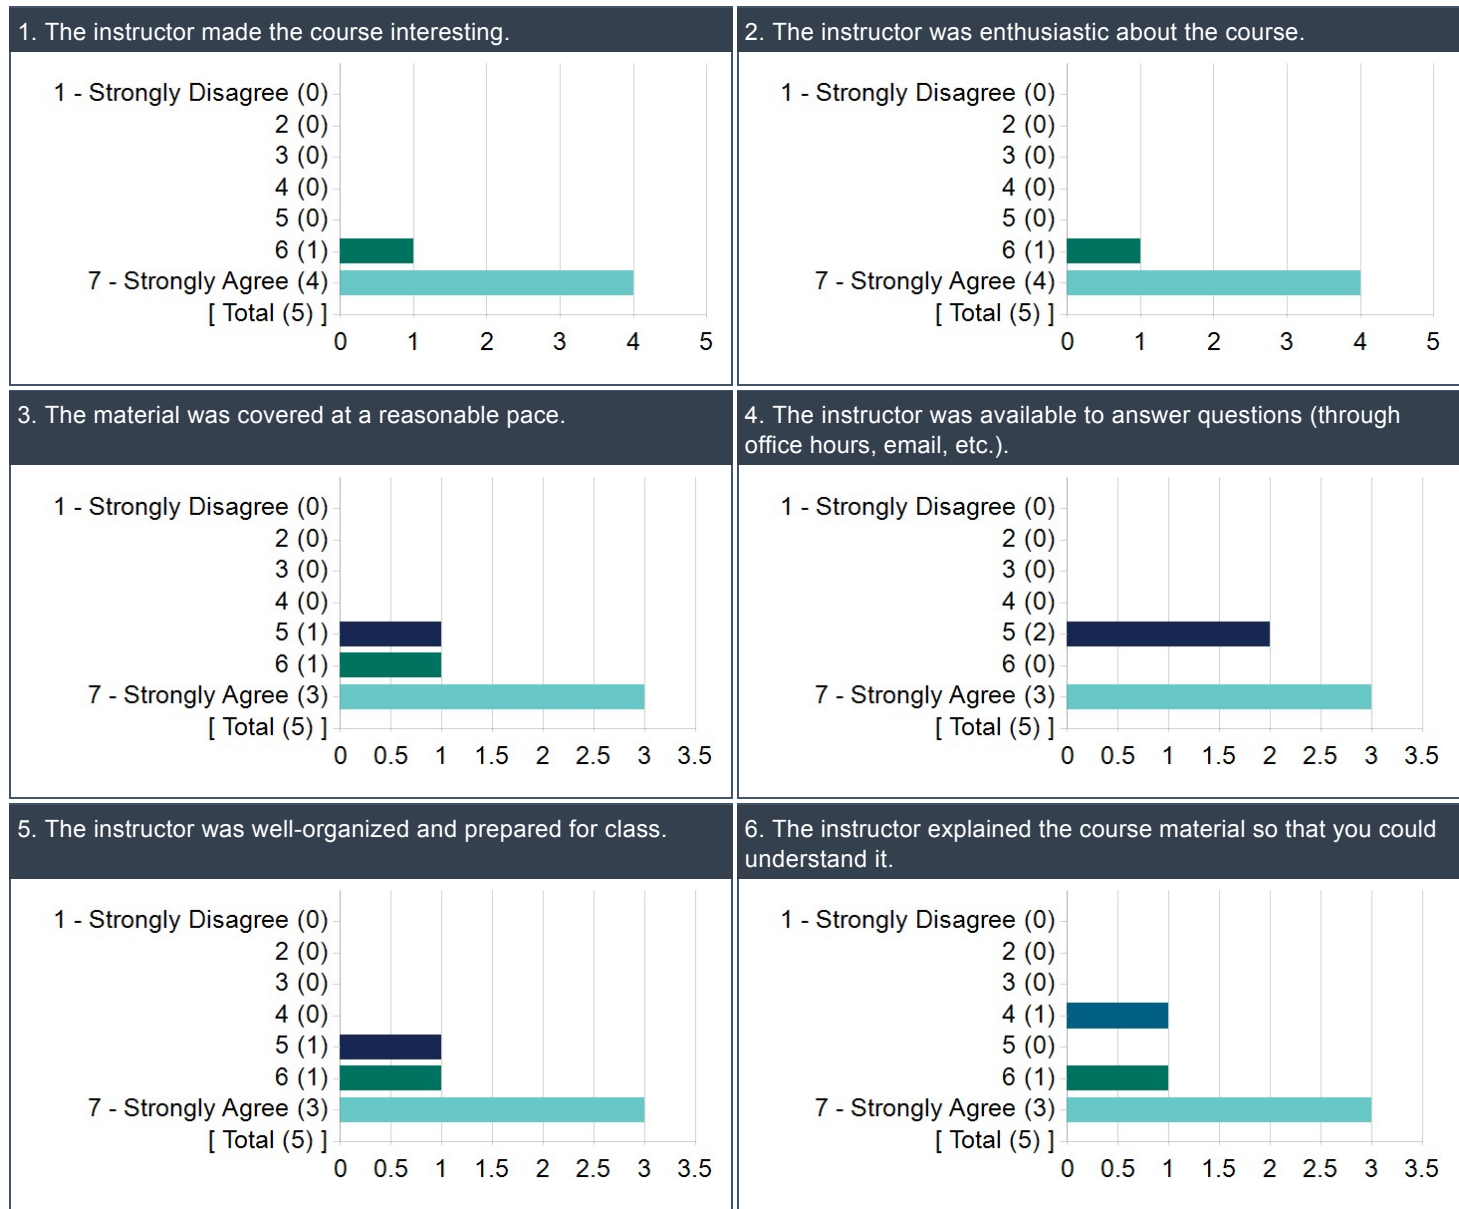 1. The instructor made the course interesting.
1 - Strongly Disagree (0)
2 (0)
3 (0)
4 (0)
5 (0)
6 (1)
7 - Strongly Agree (4)
[ Total (5) ]
0 1 2 3 4 5
2. The instructor was enthusiastic about the course.
1 - Strongly Disagree (0)
2 (0)
3 (0)
4 (0)
5 (0)
6 (1)
7 - Strongly Agree (4)
[ Total (5) ]
0 1 2 3 4 5
3. The material was covered at a reasonable pace.
1 - Strongly Disagree (0)
2 (0)
3 (0)
4 (0)
5 (1)
6 (1)
7 - Strongly Agree (3)
[ Total (5) ]
0 0.5 1 1.5 2 2.5 3 3.5
4. The instructor was available to answer questions (through
office hours, email, etc.).
1 - Strongly Disagree (0)
2 (0)
3 (0)
4 (0)
5 (2)
6 (0)
7 - Strongly Agree (3)
[ Total (5) ]
0 0.5 1 1.5 2 2.5 3 3.5
5. The instructor was well-organized and prepared for class.
1 - Strongly Disagree (0)
2 (0)
3 (0)
4 (0)
5 (1)
6 (1)
7 - Strongly Agree (3)
[ Total (5) ]
0 0.5 1 1.5 2 2.5 3 3.5
6. The instructor explained the course material so that you could
understand it.
1 - Strongly Disagree (0)
2 (0)
3 (0)
4 (1)
5 (0)
6 (1)
7 - Strongly Agree (3)
[ Total (5) ]
0 0.5 1 1.5 2 2.5 3 3.5